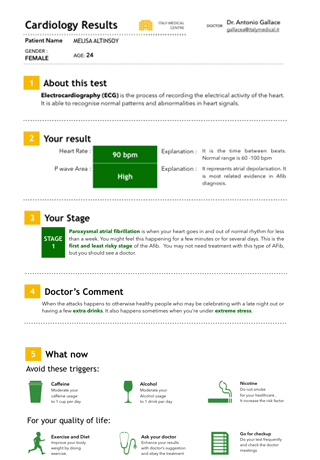 Cardiology Results
ITALY MEDICAL
CENTRE
DOCTOR Dr. Antonio Gallace
gallacea@italymedical.it
Patient Name MELISA ALTINSOY
GENDER :
FEMALE
AGE: 24
1 About this test
Electrocardiography (ECG) is the process of recording the electrical activity of the heart.
It is able to recognise normal patterns and abnormalities in heart signals.
2 Your result
Heart Rate : 90 bpm
Explanation : It is the time between beats.
Normal range is 60 -100 bpm
P wave Area : High
Explanation : It represents atrial depolarisation. It
is most related evidence in Afib
diagnosis.
3 Your Stage
STAGE
1
Paroxysmal atrial fibrillation is when your heart goes in and out of normal rhythm for less
than a week. You might feel this happening for a few minutes or for several days. This is the
first and least risky stage of the Afib. You may not need treatment with this type of AFib,
but you should see a doctor.
4 Doctor's Comment
When the attacks happens to otherwise healthy people who may be celebrating with a late night out or
having a few extra drinks. It also happens sometimes when you're under extreme stress.
5 What now
Avoid these triggers:
Caffeine
Moderate your
caffeine usage
to 1 cup per day
Alcohol
Moderate your
Alcohol usage
to 1 drink per day
Nicotine
Do not smoke
for your healthcare ,
It increase the risk factor
For your quality of life:
Exercise and Diet
Improve your body
weight by doing
exercise.
Ask your doctor
Enhance your results
with doctor's suggestion
and obey the treatment
Go for checkup
Do your test frequently
and check the doctor
meetings